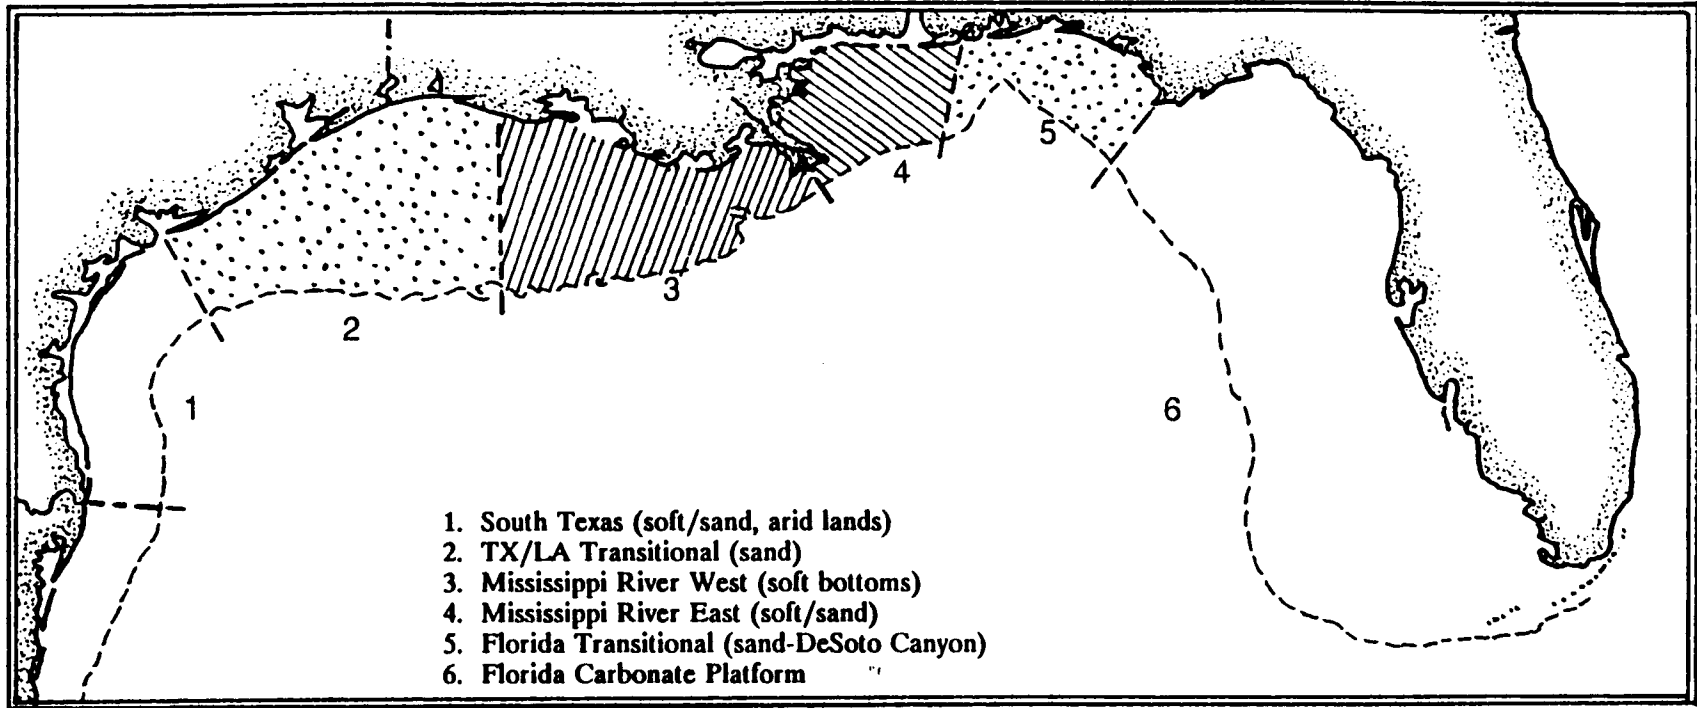 5
4
3
2
1
6
1. South Texas (soft/sand, arid lands)
2. TX/LA Transitional (sand)
3. Mississippi River West (soft bottoms)
4. Mississippi River East (soft/sand)
5. Florida Transitional (sand-DeSoto Canyon)
6. Florida Carbonate Platform